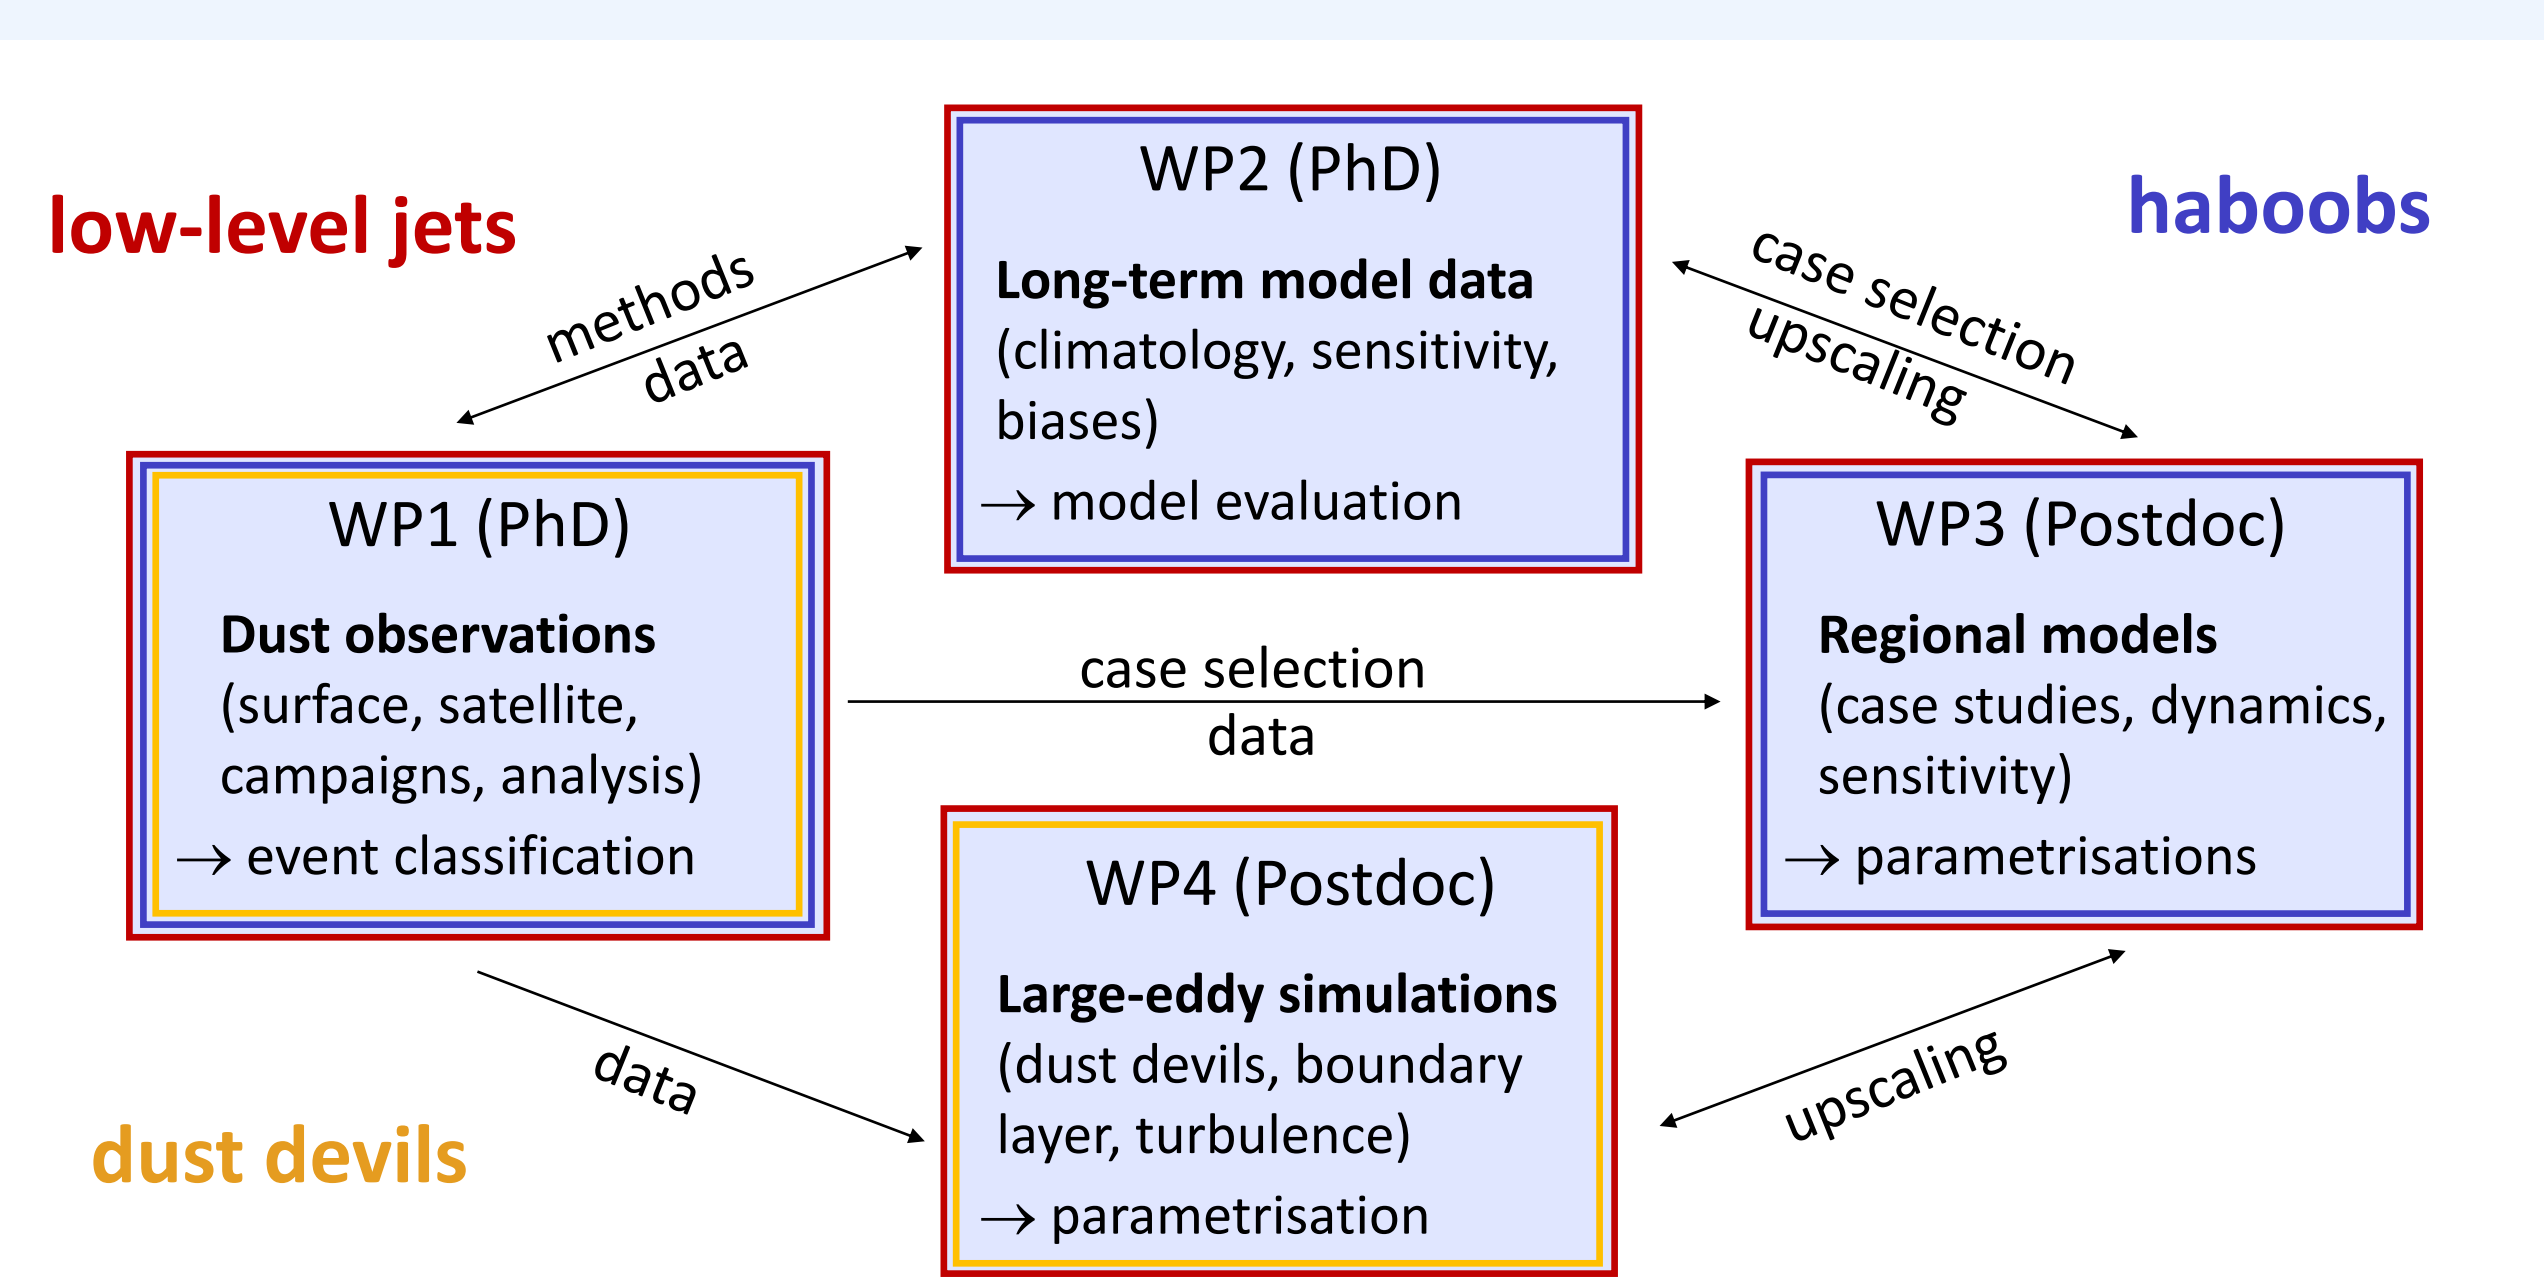 low-level jets
haboobs
methods
data
WP2 (PhD)
Long-term model data
(climatology, sensitivity,
biases)
→ model evaluation
case selection
upscaling
WP1 (PhD)
Dust observations
(surface, satellite,
campaigns, analysis)
→ event classification
case selection
data
WP3 (Postdoc)
Regional models
(case studies, dynamics,
sensitivity)
→ parametrisations
WP4 (Postdoc)
Large-eddy simulations
(dust devils, boundary
layer, turbulence)
→ parametrisation
data
upscaling
dust devils